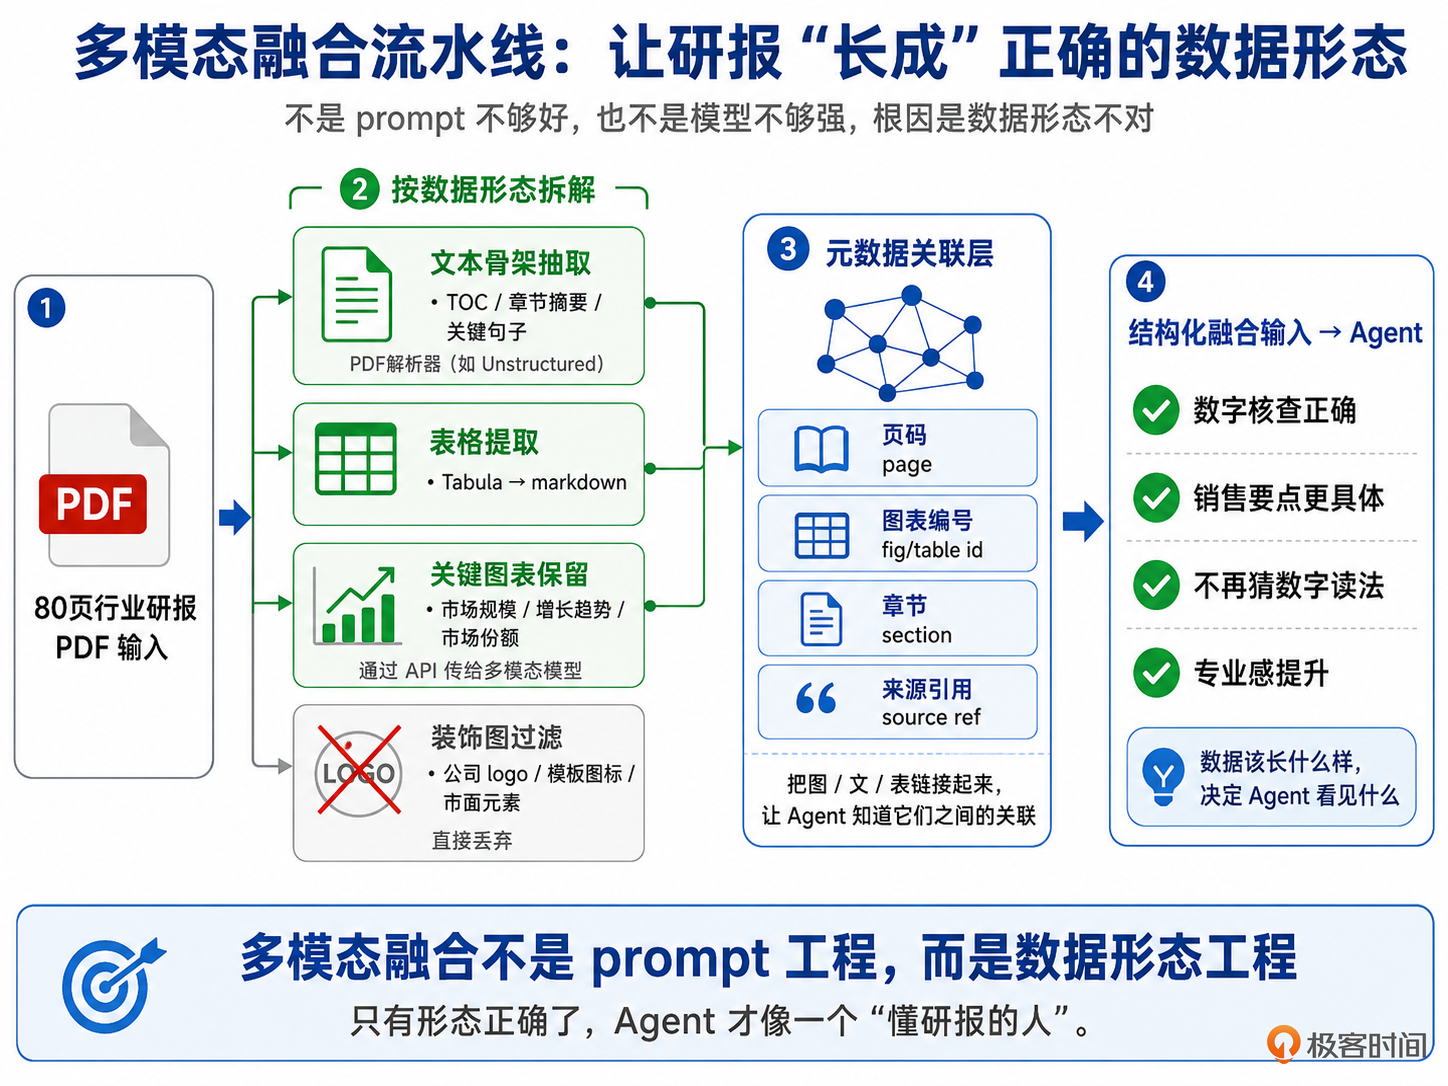 多模态融合流水线：让研报“长成”正确的数据形态
不是 prompt 不够好，也不是模型不够强，根因是数据形态不对
1
PDF
80页行业研报
PDF 输入
2 按数据形态拆解
文本骨架抽取
• TOC / 章节摘要 /
关键句子
PDF解析器（如 Unstructured）
表格提取
• Tabula → markdown
关键图表保留
• 市场规模 / 增长趋势 /
市场份额
通过 API 传给多模态模型
LOGO
装饰图过滤
• 公司 logo / 模板图标 /
市面元素
直接丢弃
3 元数据关联层
页码
page
图表编号
fig/table id
章节
section
来源引用
source ref
把图 / 文 / 表链接起来，
让 Agent 知道它们之间的关联
4
结构化融合输入 → Agent
数字核查正确
销售要点更具体
不再猜数字读法
专业感提升
数据该长什么样，
决定 Agent 看见什么
多模态融合不是 prompt 工程，而是数据形态工程
只有形态正确了，Agent 才像一个“懂研报的人”。
极客时间